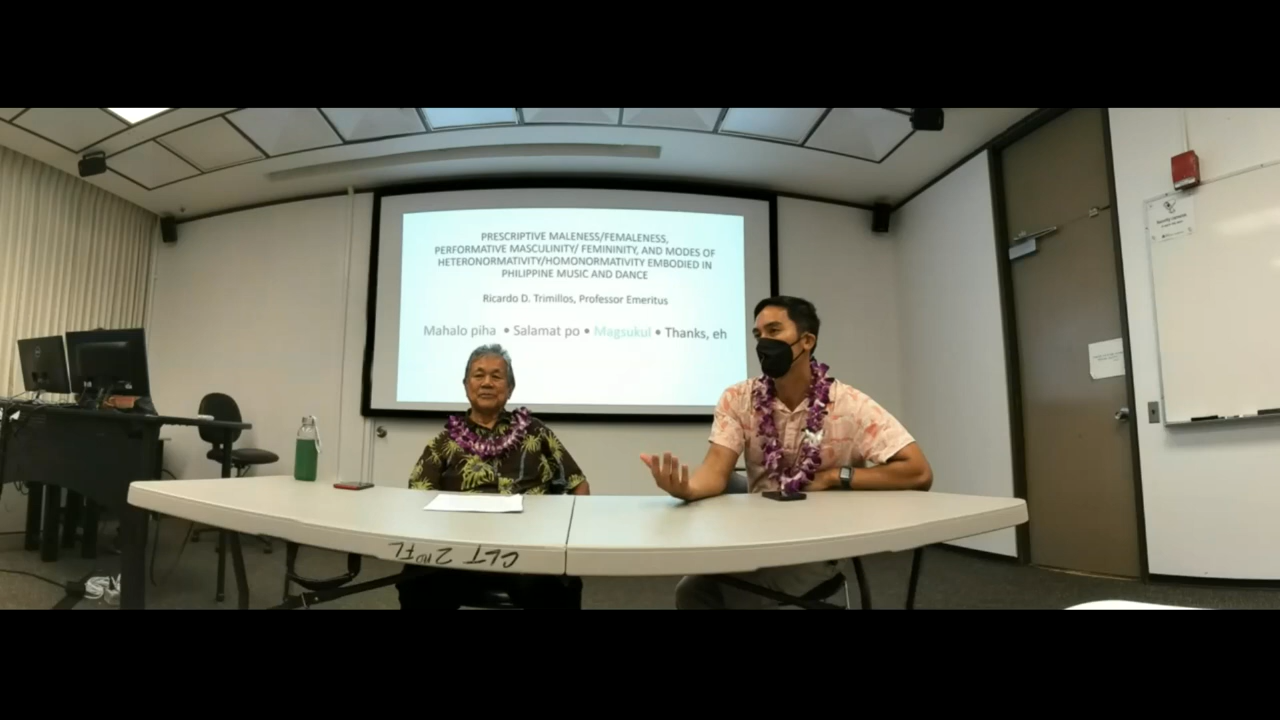 PRESCRIPTIVE MALENESS/FEMALENESS,
PERFORMATIVE MASCULINITY/ FEMININITY, AND MODES OF
HETERONORMATIVITY/HOMONORMATIVITY EMBODIED IN
PHILIPPINE MUSIC AND DANCE
Ricardo D. Trimillos, Professor Emeritus
Mahalo piha • Salamat po • Magsukul • Thanks, eh
CLT 2ND FL